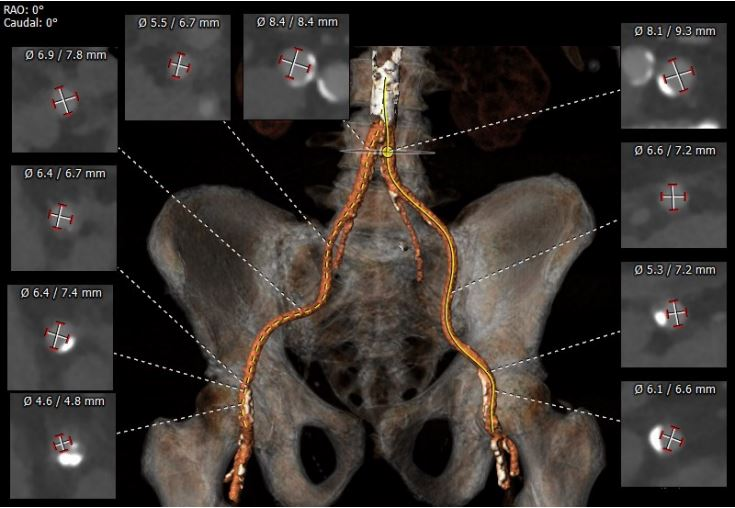 RAO: 0°
Caudal: 0°
Ø 5.5 / 6.7 mm
Ø 8.4 / 8.4 mm
Ø 8.1 / 9.3 mm
Ø 6.9 / 7.8 mm
Ø 6.6 / 7.2 mm
Ø 6.4 / 6.7 mm
Ø 5.3 / 7.2 mm
Ø 6.4 / 7.4 mm
Ø 6.1 / 6.6 mm
Ø 4.6 / 4.8 mm